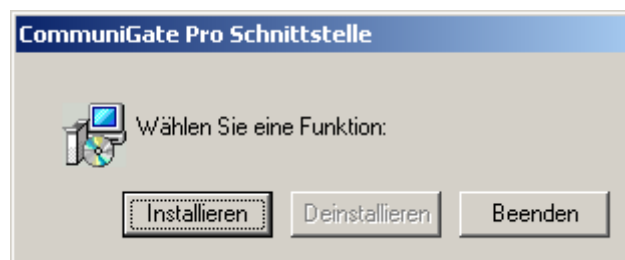 CommuniGate Pro Schnittstelle
Wählen Sie eine Funktion:
Installieren Deinstallieren Beenden